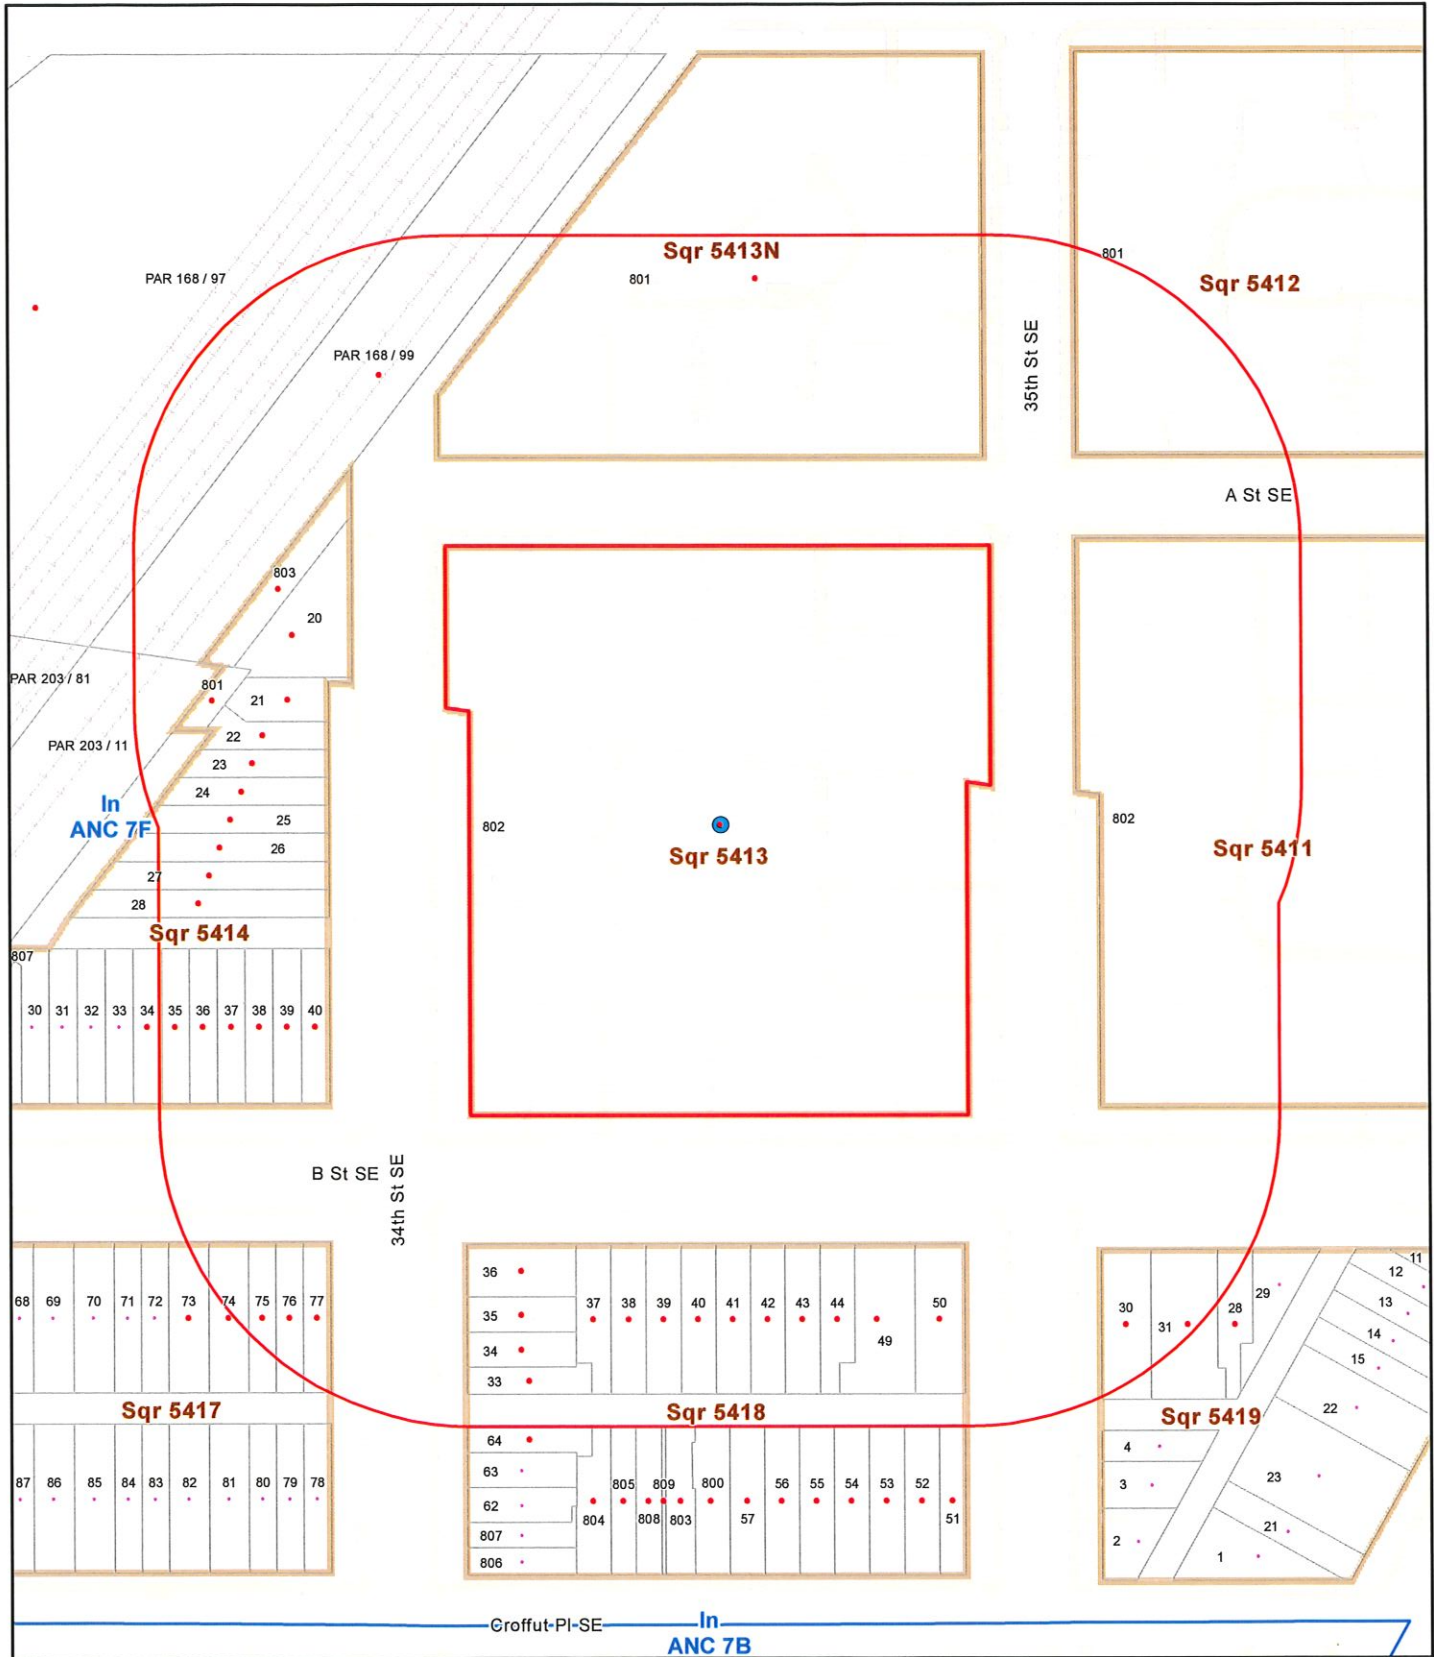 Sqr 5413N
801
801
Sqr 5412
PAR 168 / 97
PAR 168 / 99
35th St SE
A St SE
803
20
PAR 203 / 81
801
21
22
PAR 203 / 11
23
24
In
ANC 7F
25
26
27
28
Sqr 5414
802
Sqr 5413
802
Sqr 5411
807
30 31 32 33 34 35 36 37 38 39 40
B St SE
34th St SE
68 69 70 71 72 73 74 75 76 77
Sqr 5417
87 86 85 84 83 82 81 80 79 78
36
35
34
33
37 38 39 40 41 42 43 44
49
50
Sqr 5418
64
63
62
807
806
804
805
808
809
803
800
57
56 55 54 53 52
51
30
31
28
29
11
12
13
14
15
22
Sqr 5419
4
3
2
23
21
1
Croffut Pl SE
In
ANC 7B